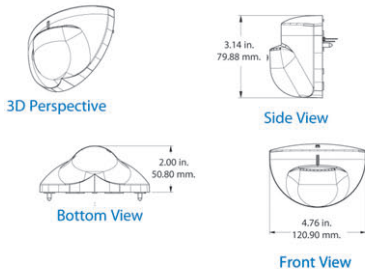 3D Perspective
3.14 in.
79.88 mm.
Side View
2.00 in.
50.80 mm.
Bottom View
4.76 in.
120.90 mm.
Front View